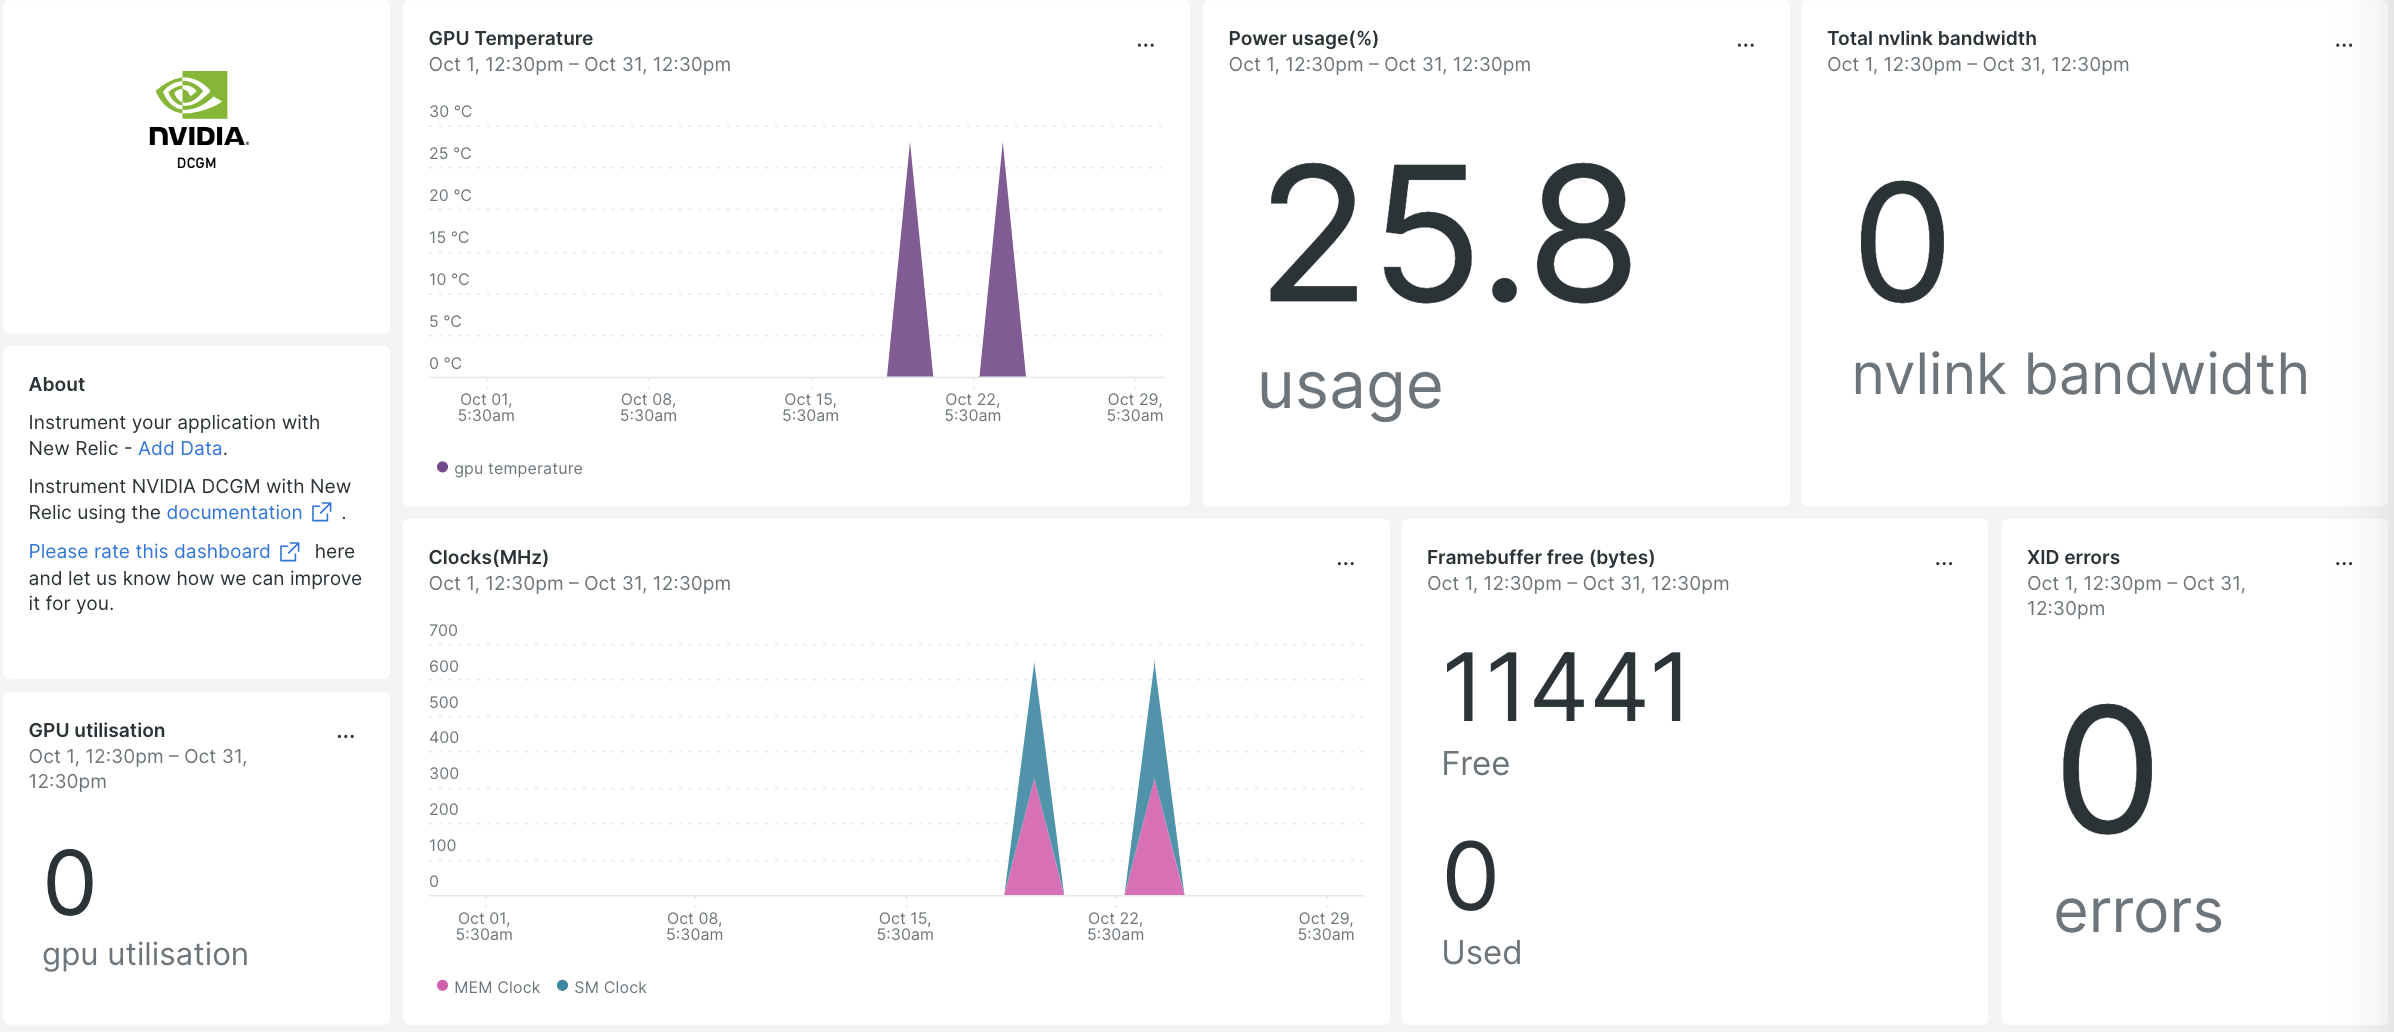 NVIDIA.
DCGM
About
Instrument your application with
New Relic - Add Data.
Instrument NVIDIA DCGM with New
Relic using the documentation .
Please rate this dashboard here
and let us know how we can improve
it for you.
GPU utilisation
Oct 1, 12:30pm – Oct 31,
12:30pm
0
gpu utilisation
GPU Temperature
Oct 1, 12:30pm – Oct 31, 12:30pm
30 °C
25 °C
20 °C
15 °C
10 °C
5 °C
0 °C
Oct 01, 5:30am
Oct 08, 5:30am
Oct 15, 5:30am
Oct 22, 5:30am
Oct 29, 5:30am
gpu temperature
Power usage(%)
Oct 1, 12:30pm – Oct 31, 12:30pm
25.8
usage
Total nvlink bandwidth
Oct 1, 12:30pm – Oct 31, 12:30pm
0
nvlink bandwidth
Clocks(MHz)
Oct 1, 12:30pm – Oct 31, 12:30pm
700
600
500
400
300
200
100
0
Oct 01, 5:30am
Oct 08, 5:30am
Oct 15, 5:30am
Oct 22, 5:30am
Oct 29, 5:30am
MEM Clock SM Clock
Framebuffer free (bytes)
Oct 1, 12:30pm – Oct 31, 12:30pm
11441
Free
0
Used
XID errors
Oct 1, 12:30pm – Oct 31,
12:30pm
0
errors